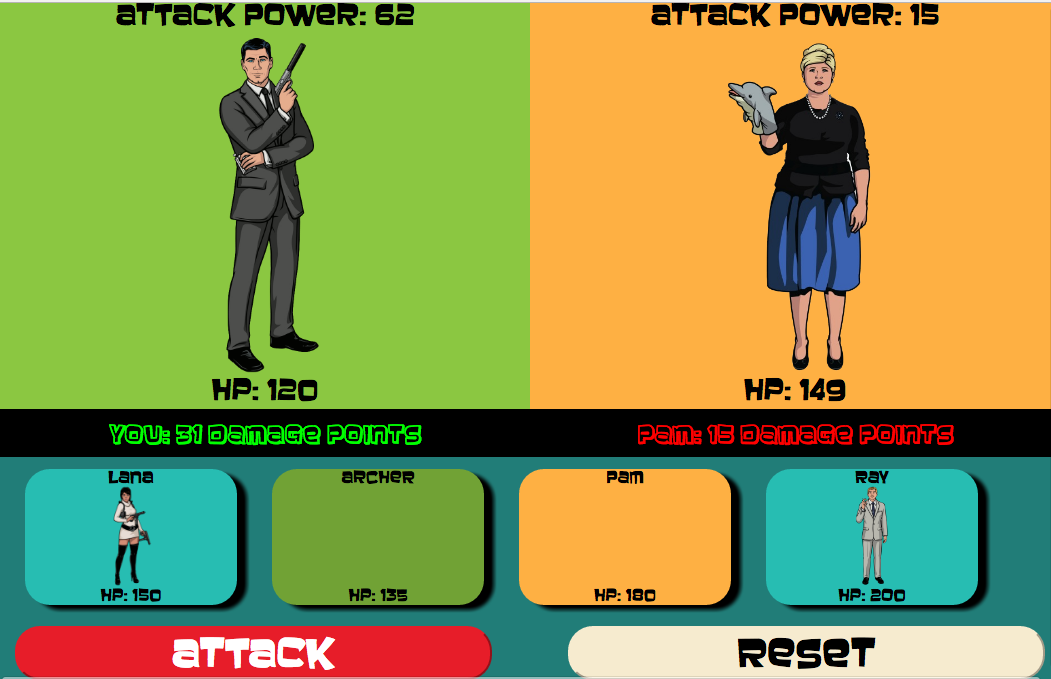 attack power: 62
attack power: 15
HP: 120
HP: 149
You: 31 Damage Points
Pam: 15 Damage Points
Lana
archer
Pam
Ray
HP: 150
HP: 135
HP: 180
HP: 200
attack
Reset